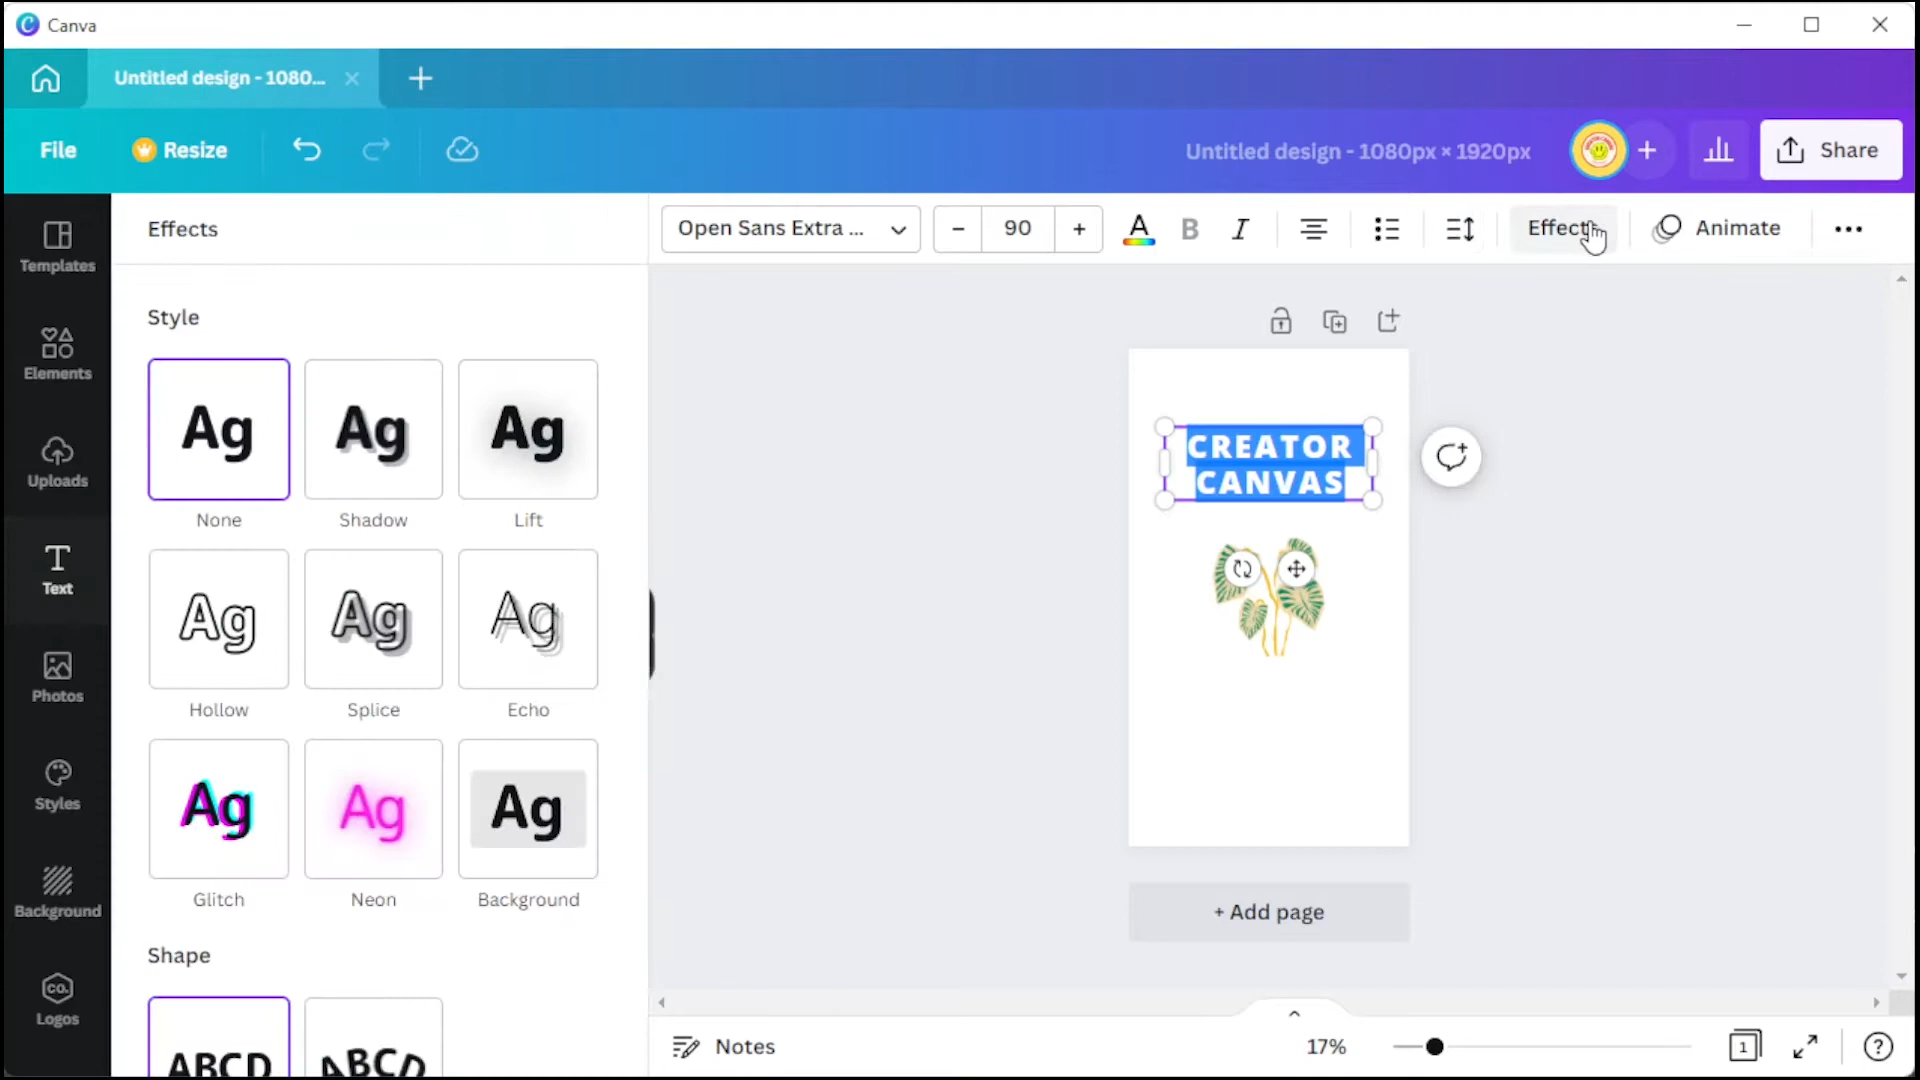 Canva
Untitled design - 1080...
File
Resize
Untitled design - 1080px × 1920px
Share
Effects
Open Sans Extra ...
90
A
B
I
Effects
Animate
Templates
Elements
Uploads
Text
Photos
Styles
Background
Logos
Style
Ag
Ag
Ag
None
Shadow
Lift
Ag
Ag
Ag
Hollow
Splice
Echo
Ag
Ag
Ag
Glitch
Neon
Background
Shape
ABCD
ABCD
CREATOR
CANVAS
+ Add page
Notes
17%
1
?
CO.